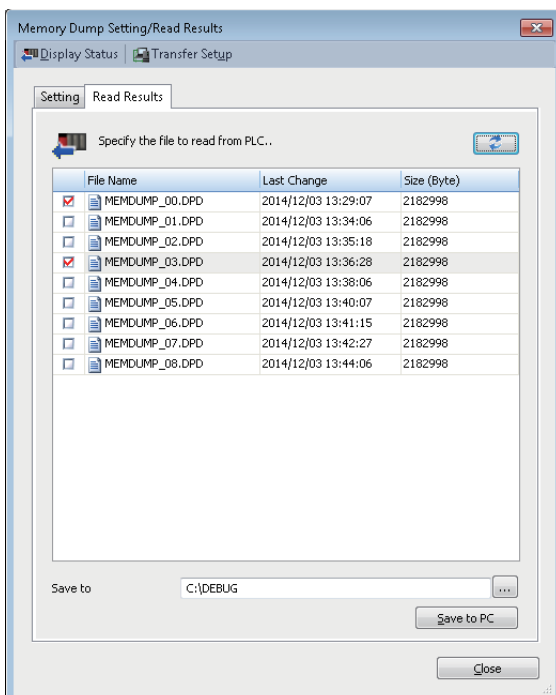 Memory Dump Setting/Read Results
Display Status Transfer Setup
Setting Read Results
Specify the file to read from PLC..
File Name Last Change Size (Byte)
MEMDUMP_00.DPD 2014/12/03 13:29:07 2182998
MEMDUMP_01.DPD 2014/12/03 13:34:06 2182998
MEMDUMP_02.DPD 2014/12/03 13:35:18 2182998
MEMDUMP_03.DPD 2014/12/03 13:36:28 2182998
MEMDUMP_04.DPD 2014/12/03 13:38:06 2182998
MEMDUMP_05.DPD 2014/12/03 13:40:07 2182998
MEMDUMP_06.DPD 2014/12/03 13:41:15 2182998
MEMDUMP_07.DPD 2014/12/03 13:42:27 2182998
MEMDUMP_08.DPD 2014/12/03 13:44:06 2182998
Save to C:\DEBUG ...
Save to PC
Close